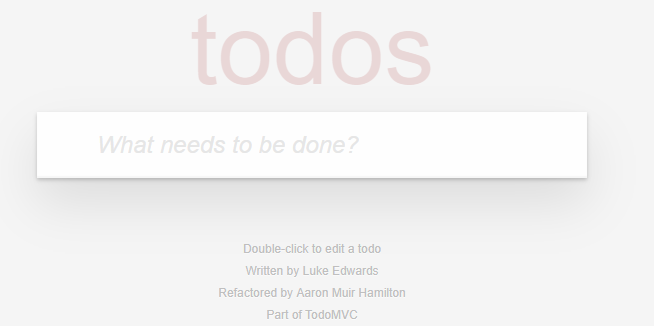 todos
What needs to be done?
Double-click to edit a todo
Written by Luke Edwards
Refactored by Aaron Muir Hamilton
Part of TodoMVC